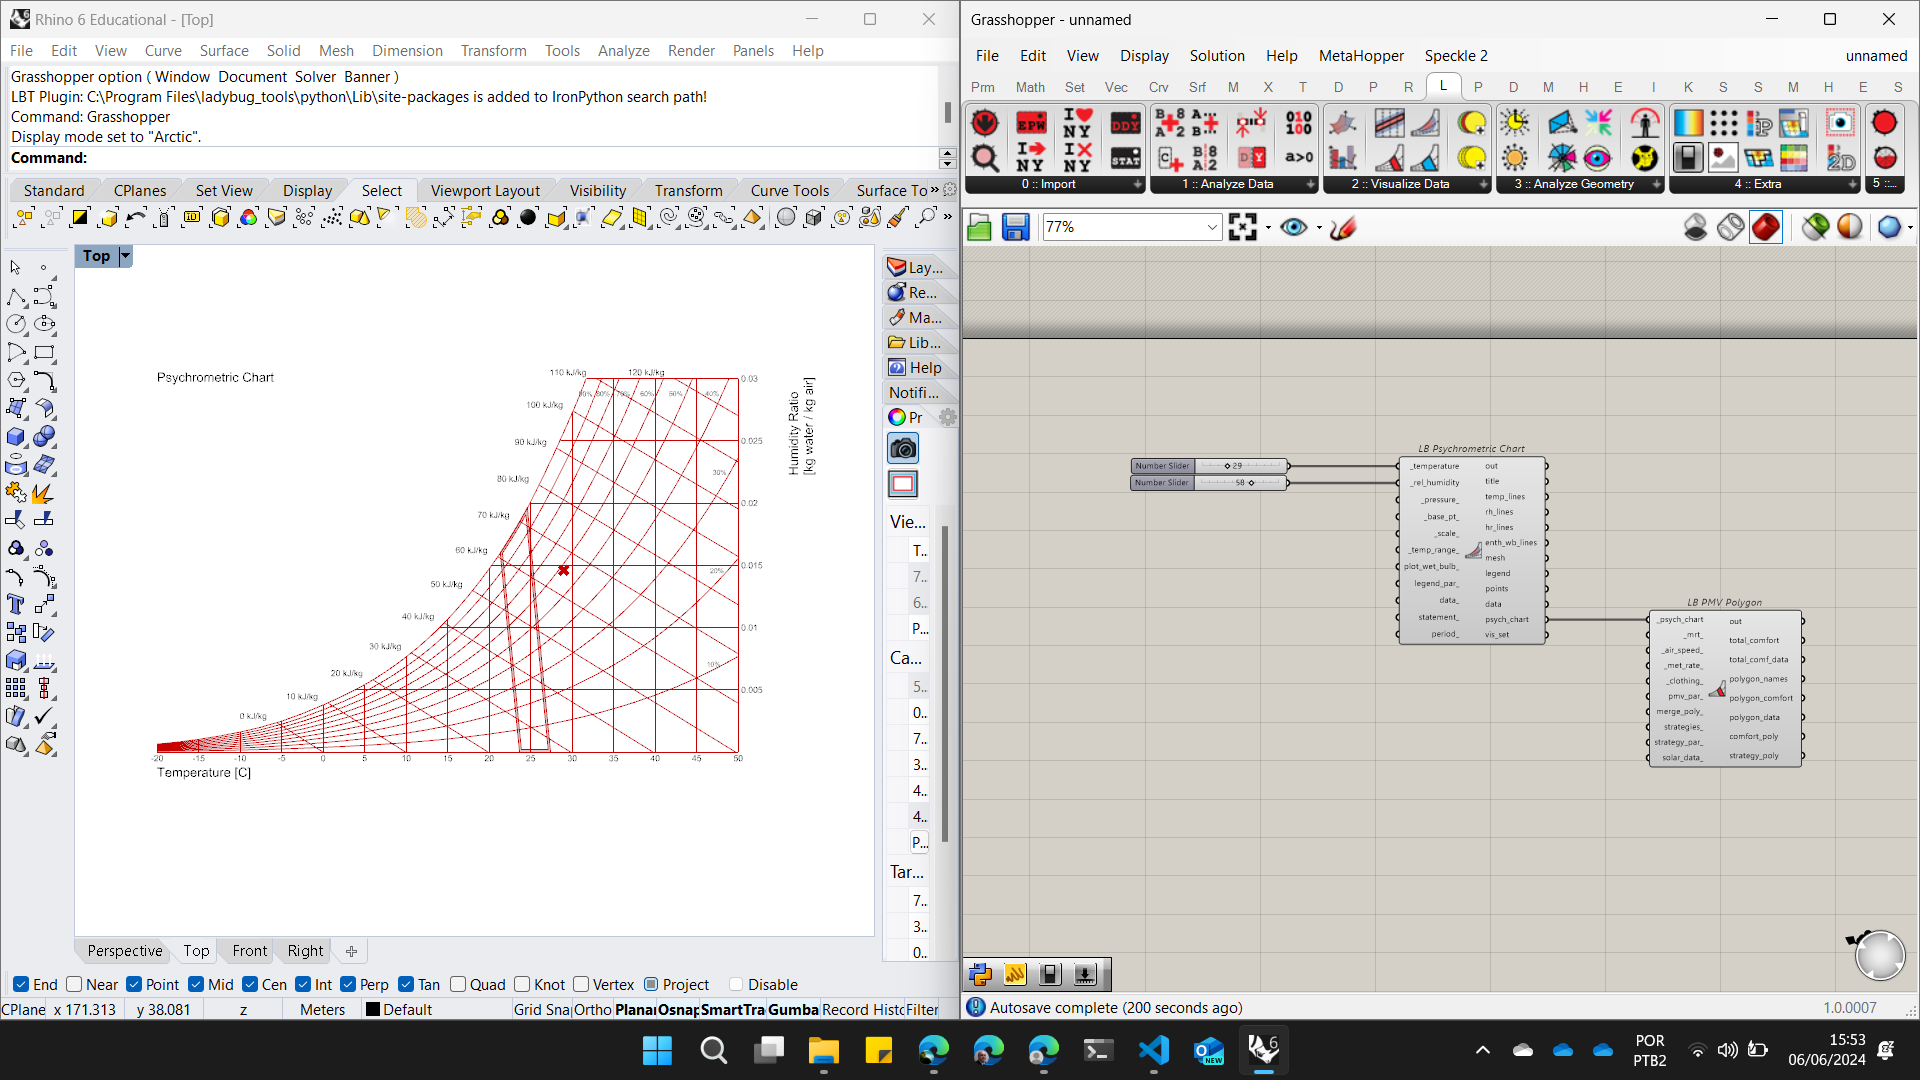 Rhino 6 Educational - [Top]
File Edit View Curve Surface Solid Mesh Dimension Transform Tools Analyze Render Panels Help
Grasshopper option ( Window Document Solver Banner )
LBT Plugin: C:\Program Files\ladybug_tools\python\Lib\site-packages is added to IronPython search path!
Command: Grasshopper
Display mode set to "Arctic".
Command:
Standard CPlanes Set View Display Select Viewport Layout Visibility Transform Curve Tools Surface To »
Top
Psychrometric Chart
110 kJ/kg 120 kJ/kg
100 kJ/kg
90 kJ/kg
80 kJ/kg
70 kJ/kg
60 kJ/kg
50 kJ/kg
40 kJ/kg
30 kJ/kg
20 kJ/kg
10 kJ/kg
0 kJ/kg
30%
20%
10%
0.03
0.025
0.02
0.015
0.01
0.005
Humidity Ratio
[kg water / kg air]
-20 -15 -10 -5 0 5 10 15 20 25 30 35 40 45 50
Temperature [C]
Lay...
Re...
Ma...
Lib...
Help
Notifi...
Pr
Vie...
T..
7..
6..
P..
Ca...
5..
0..
7..
3..
4..
4..
P..
Tar...
7..
3..
0..
Perspective Top Front Right
End Near Point Mid Cen Int Perp Tan Quad Knot Vertex Project Disable
CPlane x 171.313 y 38.081 z Meters Default Grid Sna Ortho Planar Osnap SmartTra Gumba Record Histo Filter
Grasshopper - unnamed
File Edit View Display Solution Help MetaHopper Speckle 2 unnamed
Prm Math Set Vec Crv Srf M X T D P R L P D M H E I K S S M H E S
EPW I NY DDY
I NY I X NY STAT
0 :: Import 1 :: Analyze Data 2 :: Visualize Data 3 :: Analyze Geometry 4 :: Extra 5 ::...
77%
Number Slider 29
Number Slider 58
LB Psychrometric Chart
_temperature out
_rel_humidity title
_pressure_ temp_lines
_base_pt_ rh_lines
_scale_ hr_lines
_temp_range_ enth_wb_lines
plot_wet_bulb_ mesh
legend_par_ legend
data_ points
statement_ data
period_ psych_chart
vis_set
LB PMV Polygon
_psych_chart out
_mrt_ total_comfort
_air_speed_ total_comf_data
_met_rate_ polygon_names
_clothing_ polygon_comfort
pmv_par_ polygon_data
merge_poly_ comfort_poly
strategies_ strategy_poly
strategy_par_
solar_data_
Autosave complete (200 seconds ago)
1.0.0007
POR
PTB2
15:53
06/06/2024